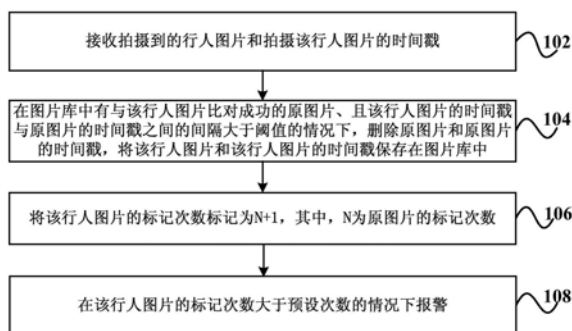 接收拍摄到的行人图片和拍摄该行人图片的时间戳
102
在图片库中有与该行人图片比对成功的原图片、且该行人图片的时间戳
与原图片的时间戳之间的间隔大于阈值的情况下，删除原图片和原图片
的时间戳，将该行人图片和该行人图片的时间戳保存在图片库中
104
将该行人图片的标记次数标记为N+1，其中，N为原图片的标记次数
106
在该行人图片的标记次数大于预设次数的情况下报警
108